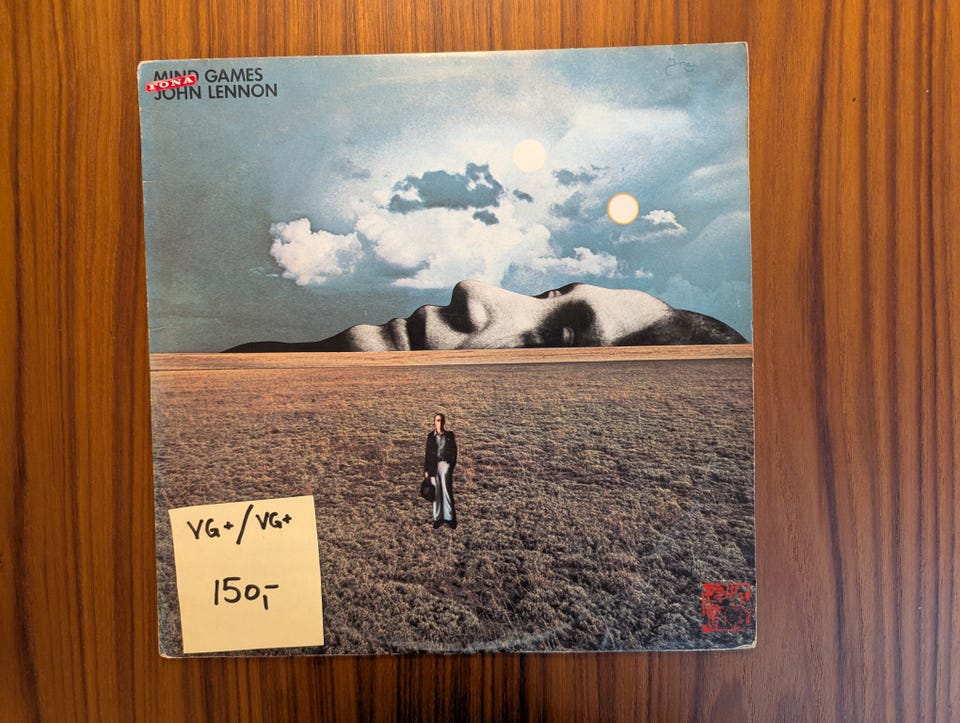 MIND GAMES
FONA
JOHN LENNON
VG+/VG+
150,-